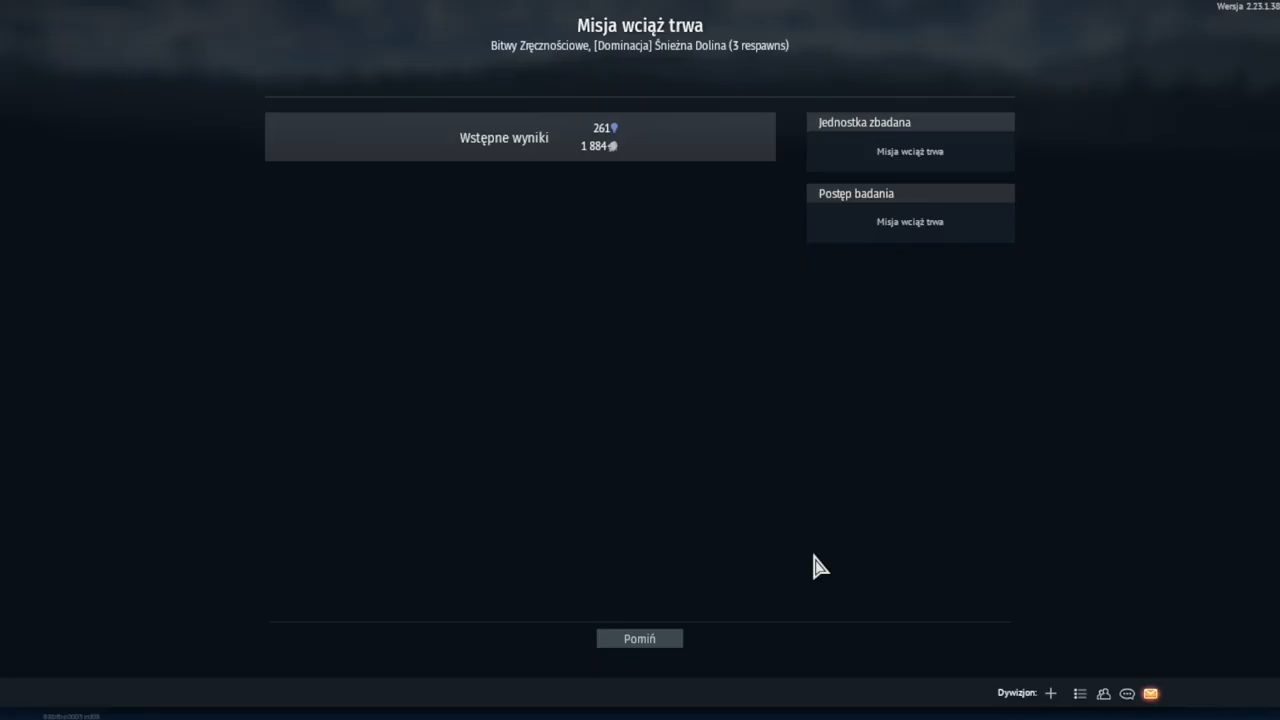 Wersja 2.23.1.38
Misja wciąż trwa
Bitwy Zręcznościowe, [Dominacja] Śnieżna Dolina (3 respawns)
Wstępne wyniki
261
1 884
Jednostka zbadana
Misja wciąż trwa
Postęp badania
Misja wciąż trwa
Pomiń
Dywizjon: